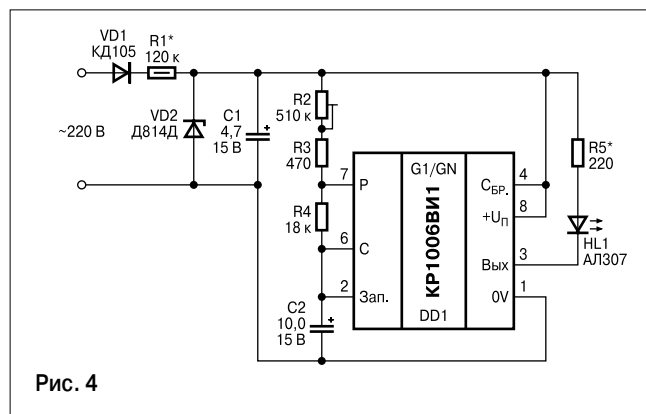 VD1
КД105
R1*
120 к
~220 В
VD2
Д814Д
C1
4,7
15 В
R2
510 к
R3
470
R4
18 к
C2
10,0
15 В
7
6
2
P
C
Зап.
G1/GN
КР1006ВИ1
DD1
CБР.
+UП
Вых
0V
4
8
3
1
R5*
220
HL1
АЛ307
Рис. 4